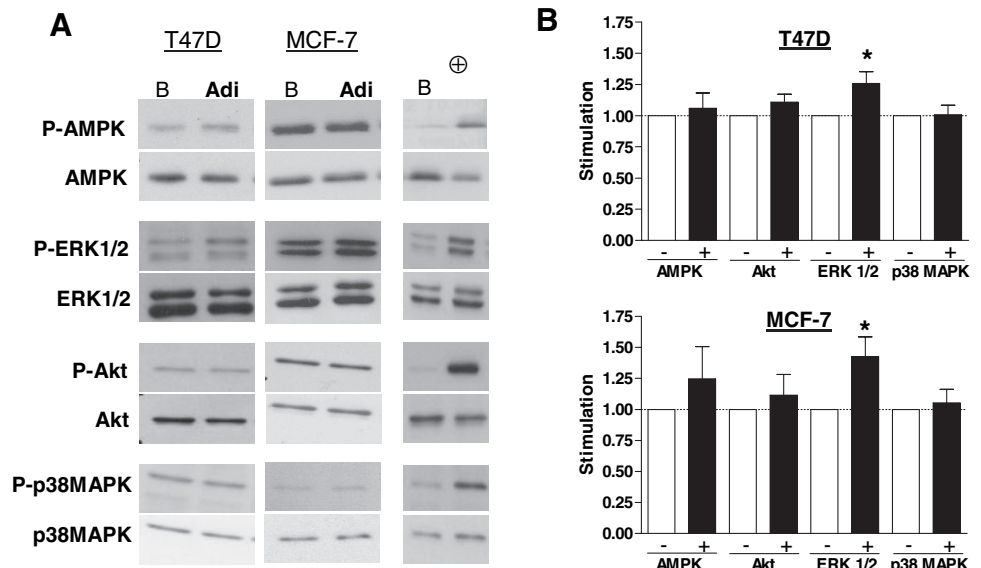 A
T47D MCF-7
⊕
B Adi B Adi B
P-AMPK
AMPK
P-ERK1/2
ERK1/2
P-Akt
Akt
P-p38MAPK
p38MAPK
B
T47D
Stimulation
1.75
1.50
1.25
1.00
0.75
0.50
0.25
0.00
*
- + - + - + - +
AMPK Akt ERK 1/2 p38 MAPK
MCF-7
Stimulation
1.75
1.50
1.25
1.00
0.75
0.50
0.25
0.00
*
- + - + - + - +
AMPK Akt ERK 1/2 p38 MAPK